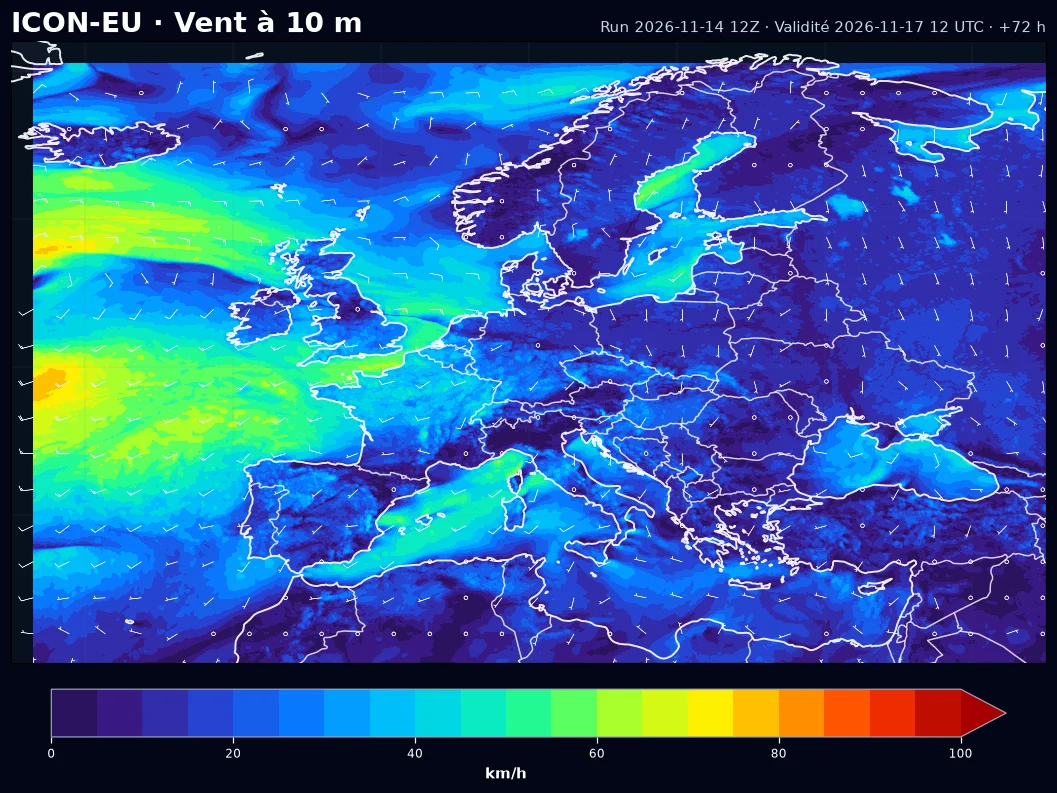 ICON-EU · Vent à 10 m
Run 2026-11-14 12Z · Validité 2026-11-17 12 UTC · +72 h
0 20 40 60 80 100
km/h